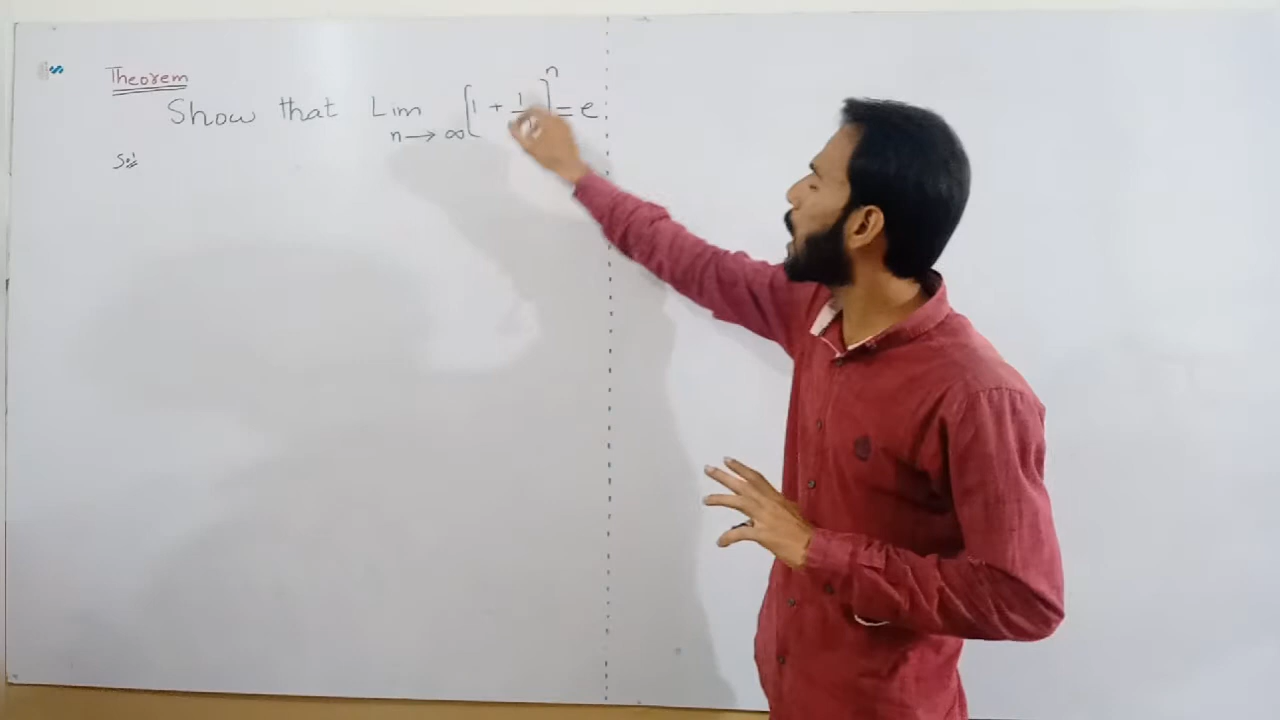 Theorem
Show that Lim n→∞ [1 + 1/n]^n = e
Sol